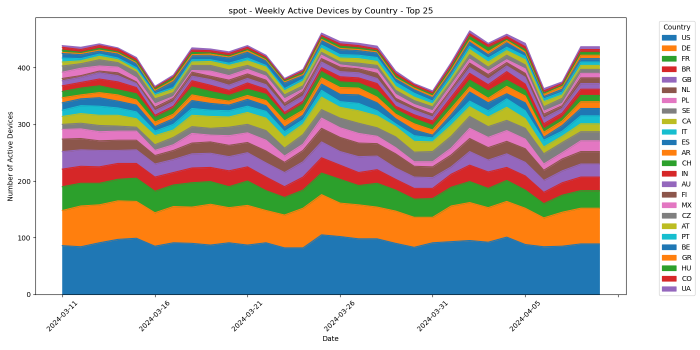 spot - Weekly Active Devices by Country - Top 25
Number of Active Devices
400
300
200
100
0
2024-03-11
2024-03-16
2024-03-21
2024-03-26
2024-03-31
2024-04-05
Date
Country
US
DE
FR
BR
GB
NL
PL
SE
CA
IT
ES
AR
CH
IN
AU
FI
MX
CZ
AT
PT
BE
GR
HU
CO
UA